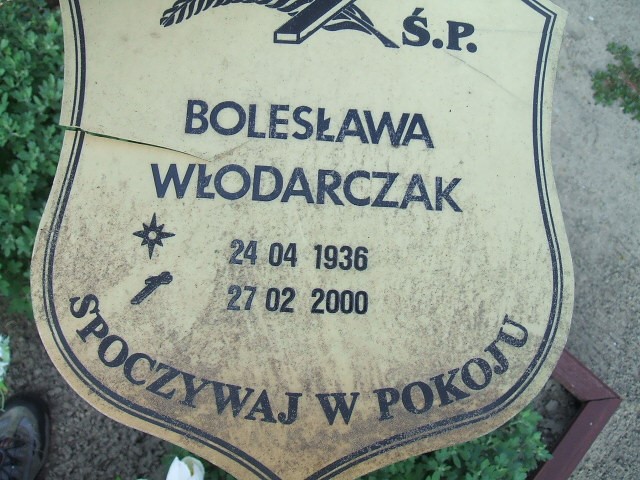 Ś.P.
BOLESŁAWA
WŁODARCZAK
24 04 1936
27 02 2000
SPOCZYWAJ W POKOJU